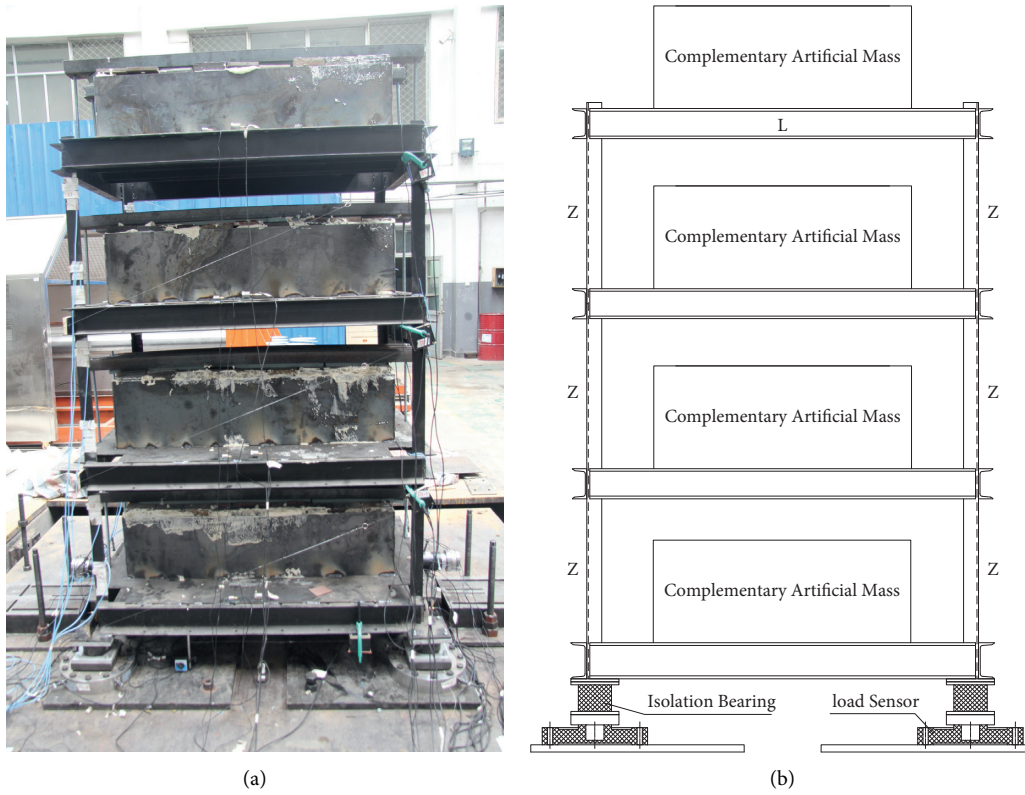 Complementary Artificial Mass
L
Z
Z
Complementary Artificial Mass
Z
Z
Complementary Artificial Mass
Z
Z
Complementary Artificial Mass
Isolation Bearing
load Sensor
(a)
(b)